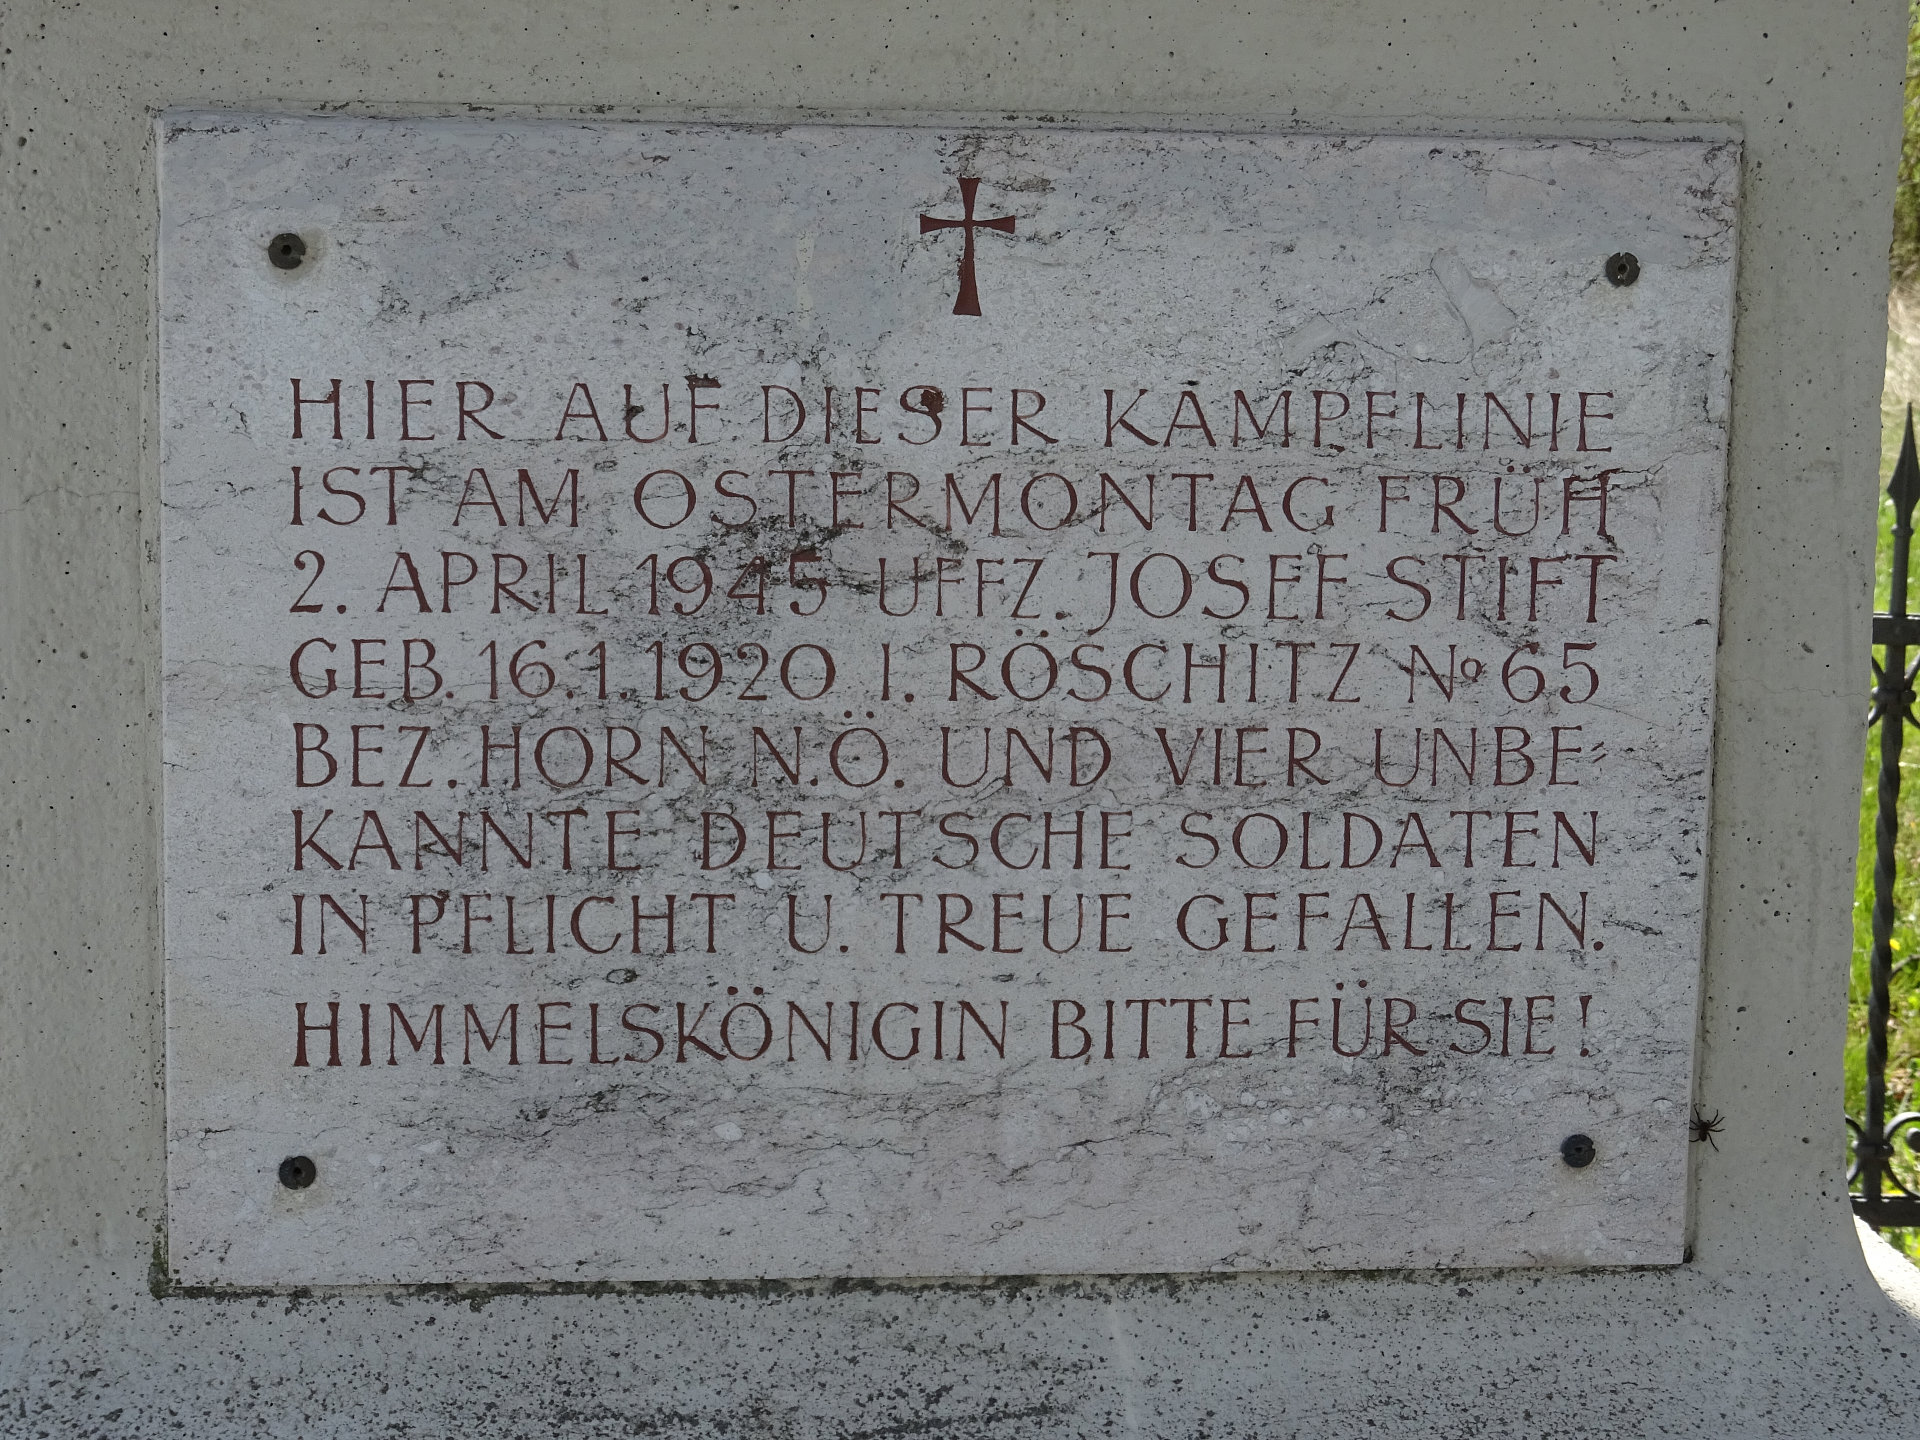 HIER AUF DIESER KAMPFLINIE
IST AM OSTERMONTAG FRÜH
2. APRIL 1945 UFFZ. JOSEF STIFT
GEB. 16.1.1920 I. RÖSCHITZ No 65
BEZ. HORN N.Ö. UND VIER UNBE-
KANNTE DEUTSCHE SOLDATEN
IN PFLICHT U. TREUE GEFALLEN.
HIMMELSKÖNIGIN BITTE FÜR SIE!